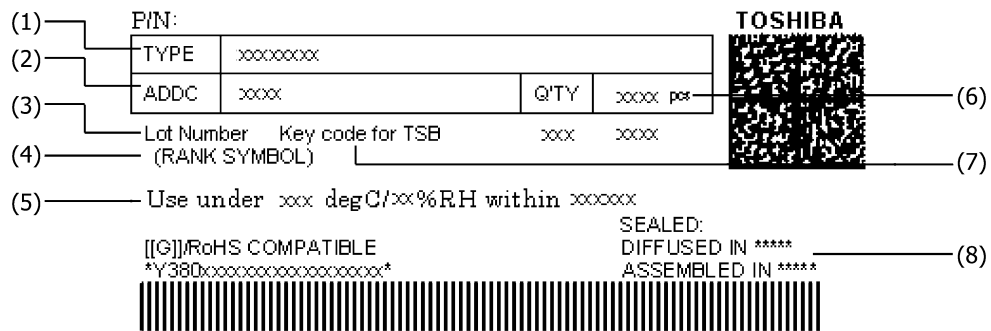 (1) P/N: TOSHIBA
TYPE xxxxxxxx
(2)
ADDC xxxx Q'TY xxxx pcs (6)
(3) Lot Number Key code for TSB xxx xxxx
(4) (RANK SYMBOL) (7)
(5) Use under xxx degC/xx%RH within xxxxxx
SEALED:
[[G]]/RoHS COMPATIBLE DIFFUSED IN ***** (8)
*Y380xxxxxxxxxxxxxxxxxx* ASSEMBLED IN *****